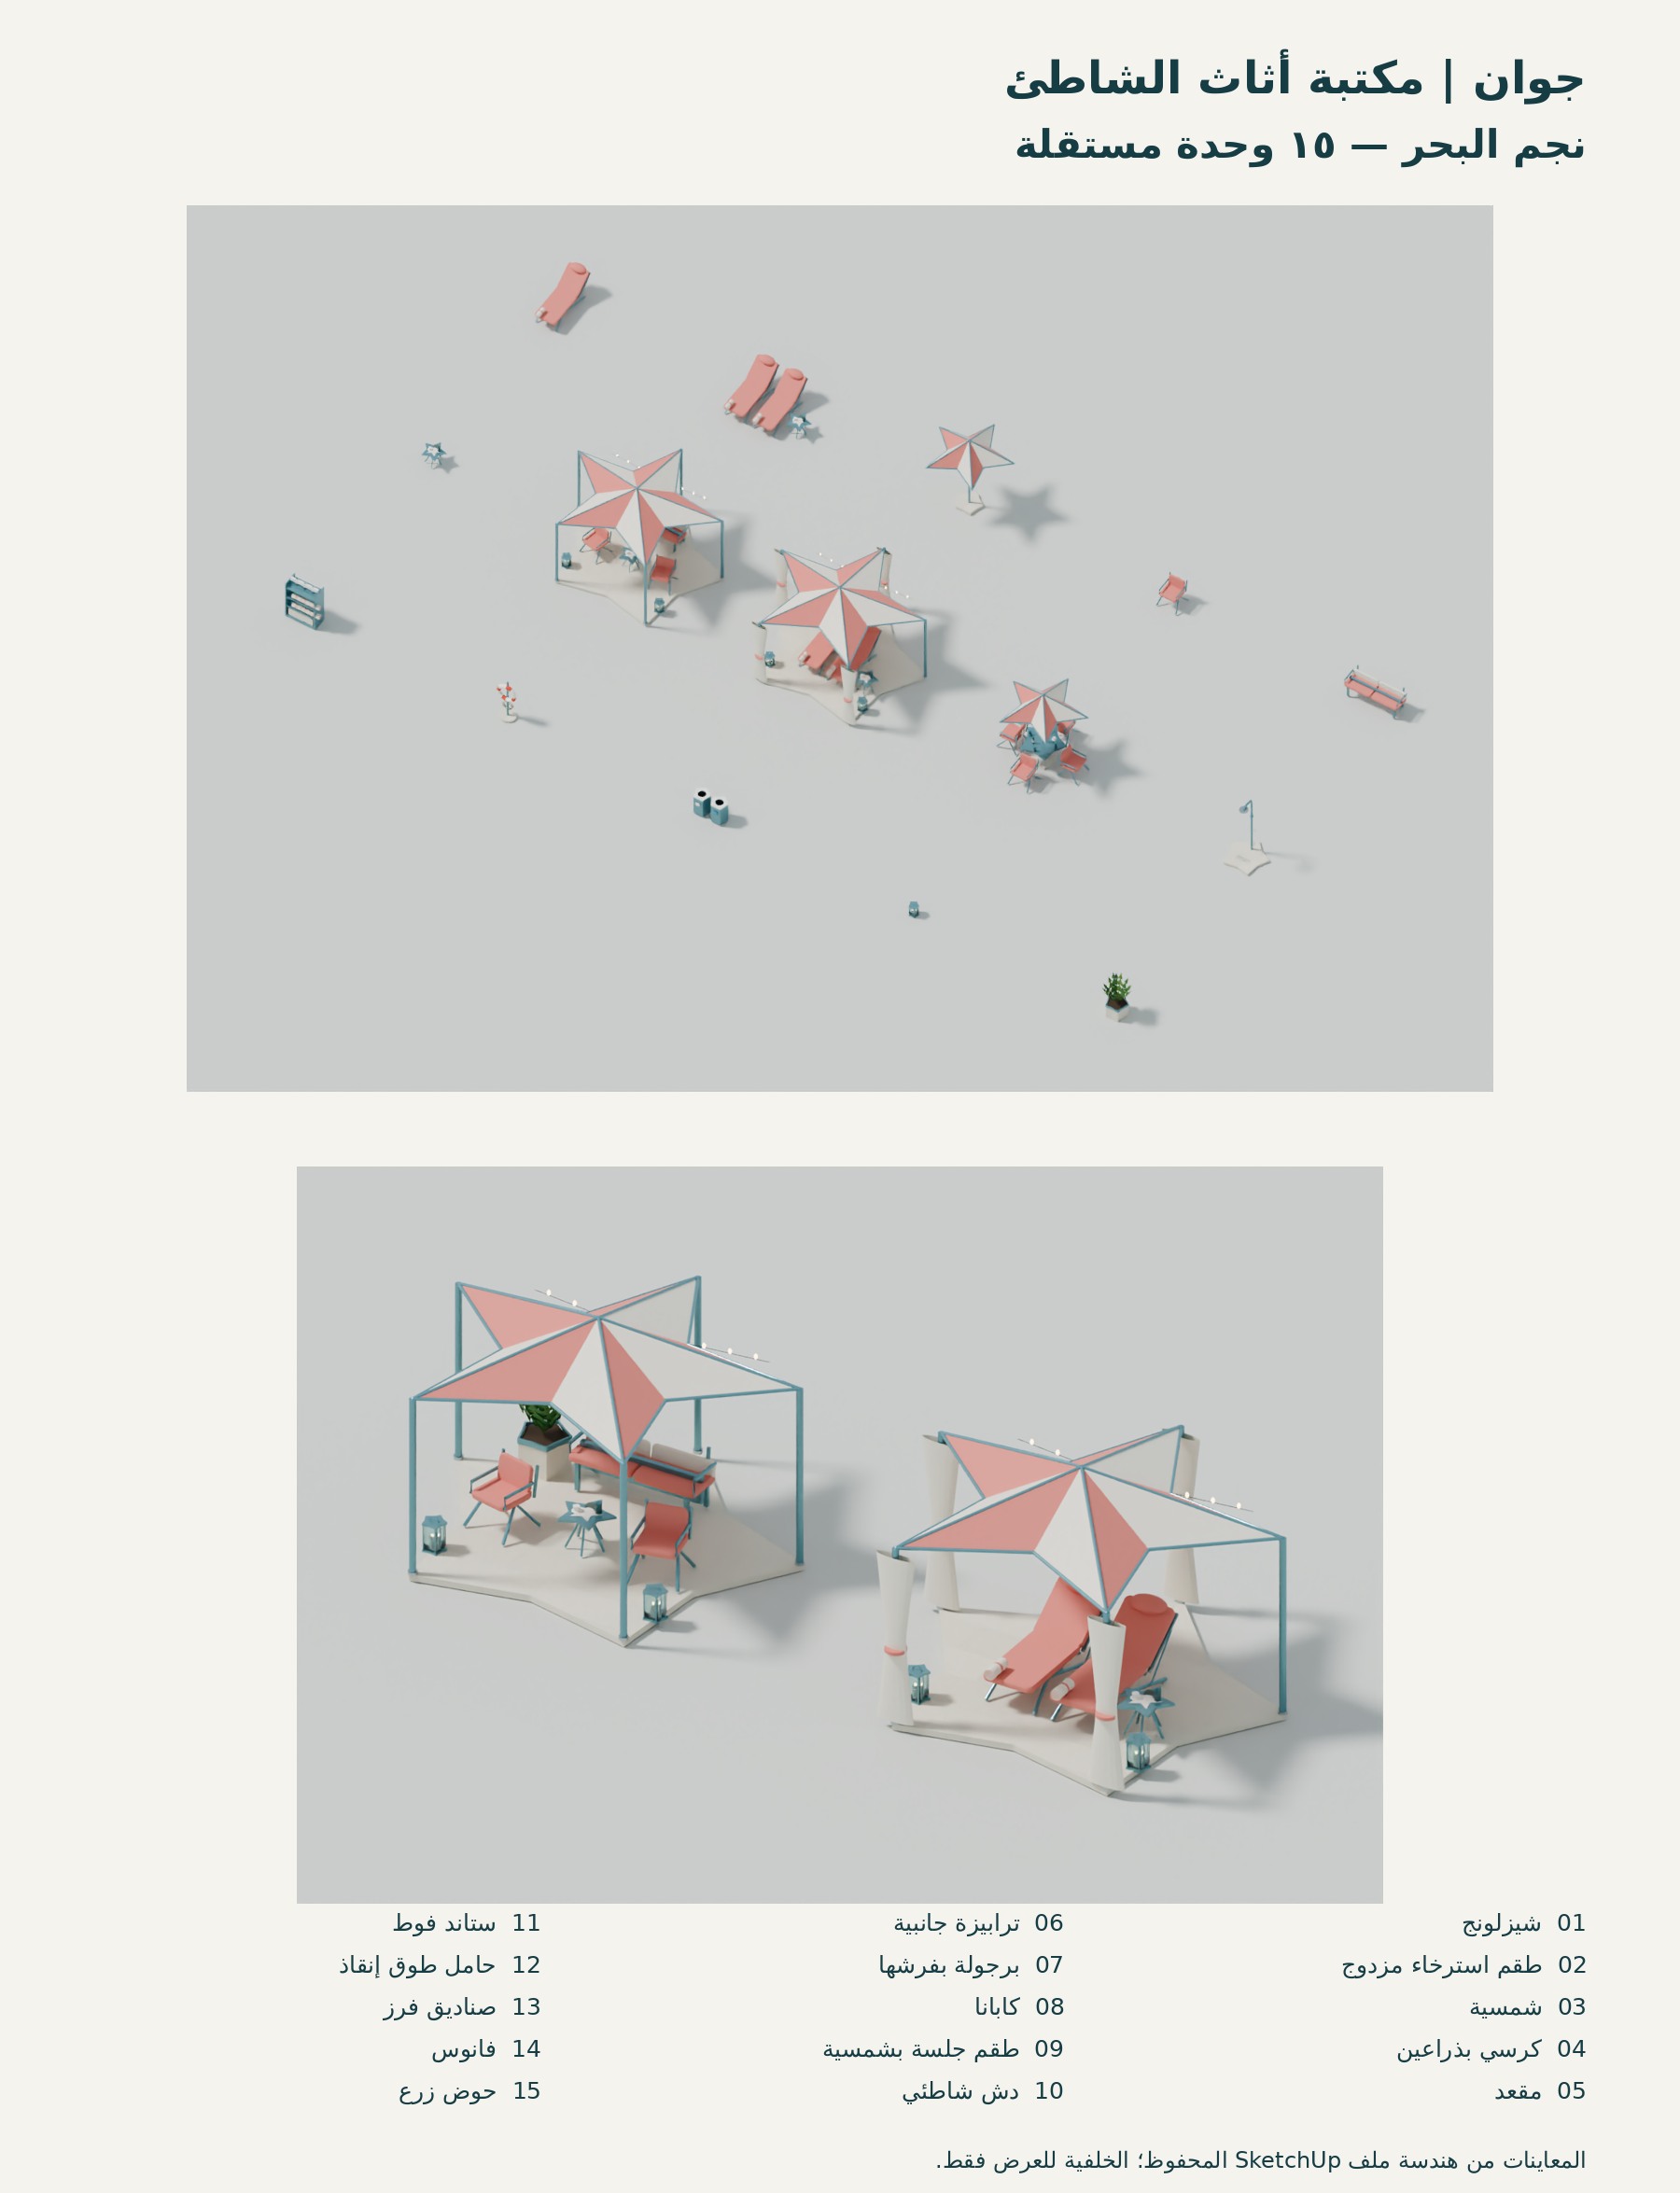 جوان | مكتبة أثاث الشاطئ
نجم البحر — ١٥ وحدة مستقلة
01 شيزلونج
02 طقم استرخاء مزدوج
03 شمسية
04 كرسي بذراعين
05 مقعد
06 ترابيزة جانبية
07 برجولة بفرشها
08 كابانا
09 طقم جلسة بشمسية
10 دش شاطئي
11 ستاند فوط
12 حامل طوق إنقاذ
13 صناديق فرز
14 فانوس
15 حوض زرع
المعاينات من هندسة ملف SketchUp المحفوظ؛ الخلفية للعرض فقط.